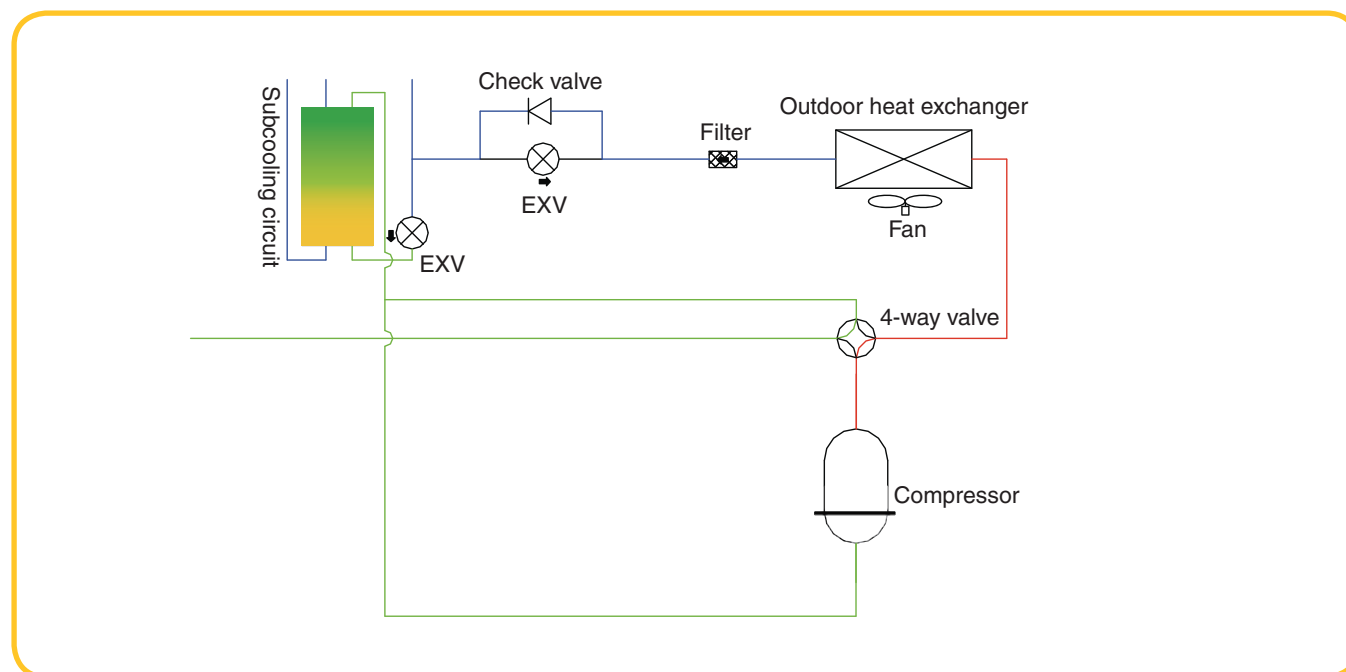 Subcooling circuit
Check valve
EXV
EXV
Filter
Outdoor heat exchanger
Fan
4-way valve
Compressor